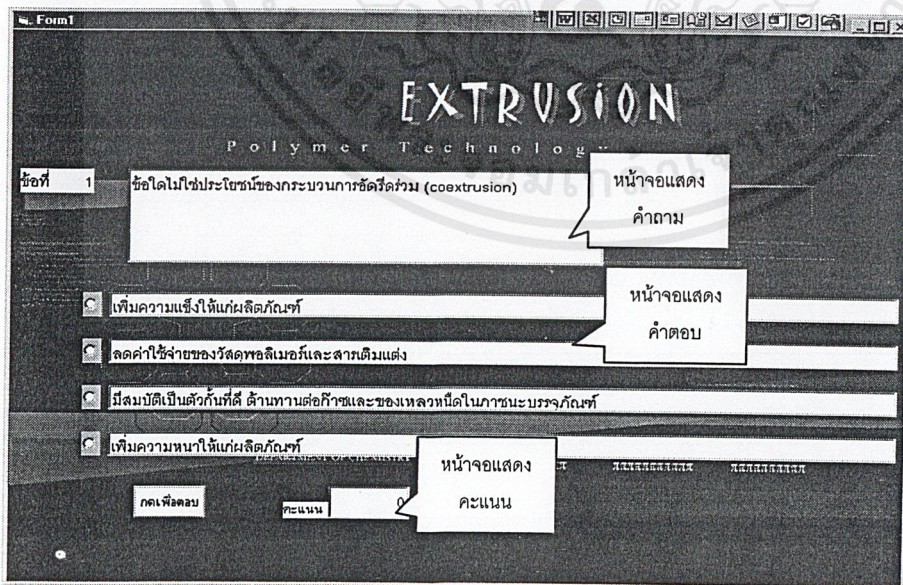 Form1
EXTRUSION
Polymer Technology
ข้อที่ 1
ข้อใดไม่ใช่ประโยชน์ของกระบวนการอัดรีดร่วม (coextrusion)
หน้าจอแสดง
คำถาม
เพิ่มความแข็งให้แก่ผลิตภัณฑ์
หน้าจอแสดง
คำตอบ
ลดค่าใช้จ่ายของวัสดุพอลิเมอร์และสารเติมแต่ง
มีสมบัติเป็นตัวกั้นที่ดี ต้านทานต่อก๊าซและของเหลวหนืดในภาชนะบรรจุภัณฑ์
เพิ่มความหนาให้แก่ผลิตภัณฑ์
DEPARTMENT OF CHEMISTRY
หน้าจอแสดง
คะแนน
กดเพื่อตอบ
คะแนน 0